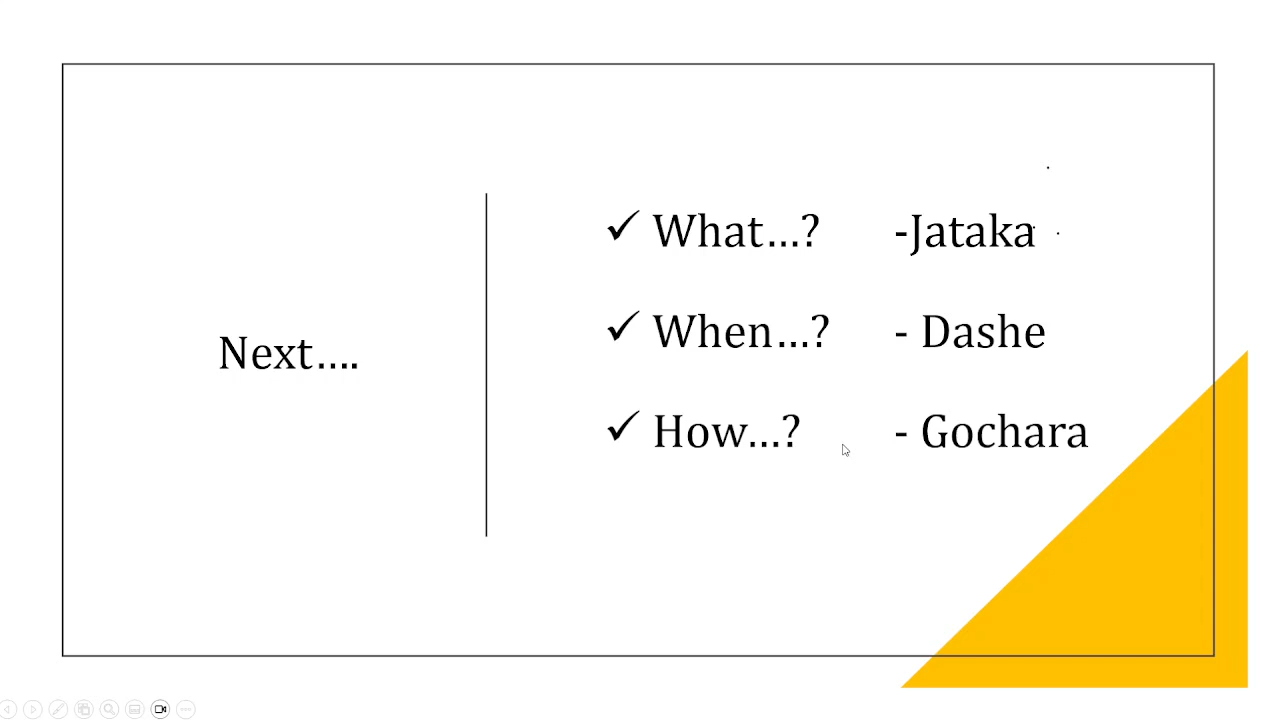 Next….
✓ What…? -Jataka
✓ When…? - Dashe
✓ How…? - Gochara